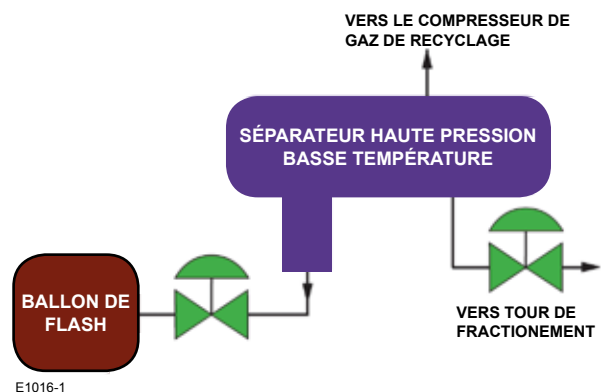 VERS LE COMPRESSEUR DE
GAZ DE RECYCLAGE
SÉPARATEUR HAUTE PRESSION
BASSE TEMPÉRATURE
BALLON DE
FLASH
VERS TOUR DE
FRACTIONEMENT
E1016-1